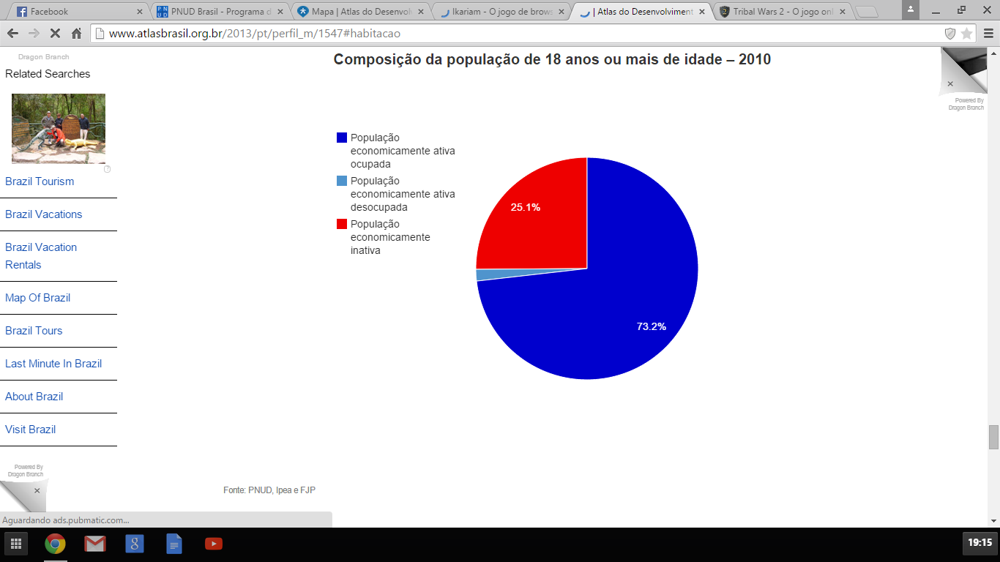 Facebook
PNUD Brasil - Programa d
Mapa | Atlas do Desenvol
Ikariam - O jogo de brows
| Atlas do Desenvolviment
Tribal Wars 2 - O jogo onl
www.atlasbrasil.org.br/2013/pt/perfil_m/1547#habitacao
Dragon Branch
Related Searches
Brazil Tourism
Brazil Vacations
Brazil Vacation
Rentals
Map Of Brazil
Brazil Tours
Last Minute In Brazil
About Brazil
Visit Brazil
Powered By
Dragon Branch
Composição da população de 18 anos ou mais de idade – 2010
População
economicamente ativa
ocupada
População
economicamente ativa
desocupada
População
economicamente
inativa
25.1%
73.2%
Fonte: PNUD, Ipea e FJP
Powered By
Dragon Branch
Aguardando ads.pubmatic.com...
19:15